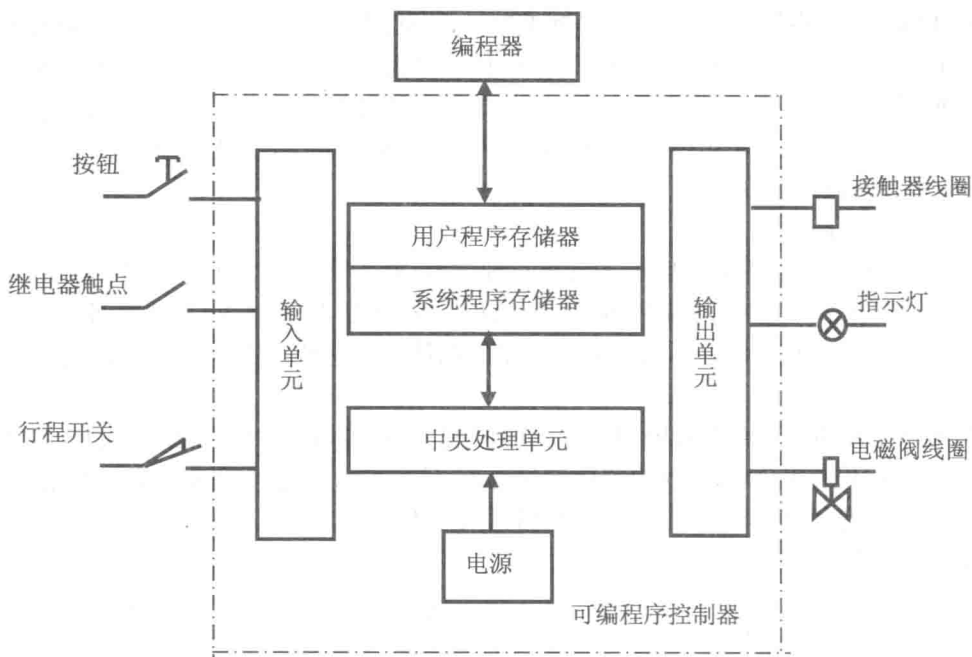 编程器
按钮
接触器线圈
用户程序存储器
继电器触点
系统程序存储器
指示灯
输入单元
输出单元
行程开关
中央处理单元
电磁阀线圈
电源
可编程序控制器